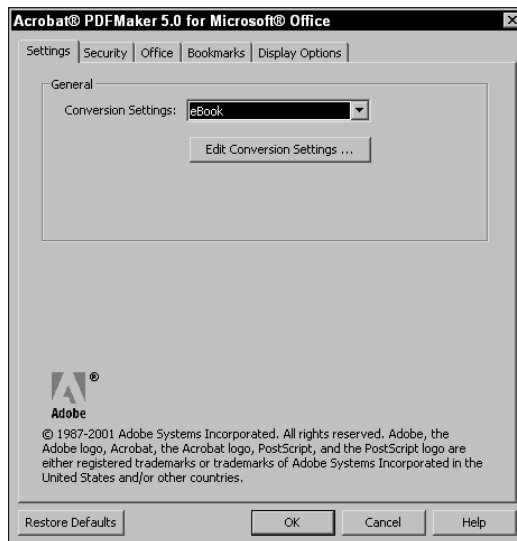 Acrobat® PDFMaker 5.0 for Microsoft® Office
Settings Security Office Bookmarks Display Options
General
Conversion Settings: eBook
Edit Conversion Settings ...
®
Adobe
© 1987-2001 Adobe Systems Incorporated. All rights reserved. Adobe, the
Adobe logo, Acrobat, the Acrobat logo, PostScript, and the PostScript logo are
either registered trademarks or trademarks of Adobe Systems Incorporated in the
United States and/or other countries.
Restore Defaults OK Cancel Help